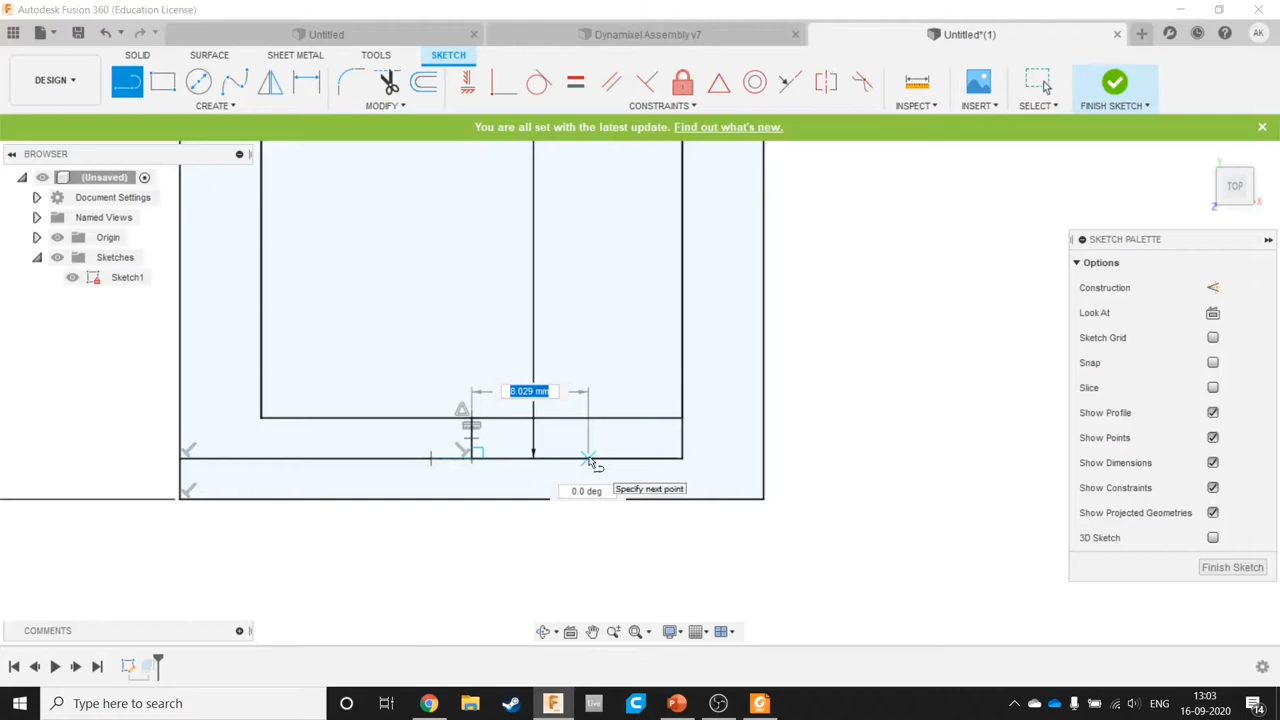 Autodesk Fusion 360 (Education License)
Untitled
Dynamixel Assembly v7
Untitled*(1)
AK
DESIGN
SOLID
SURFACE
SHEET METAL
TOOLS
SKETCH
CREATE
MODIFY
CONSTRAINTS
INSPECT
INSERT
SELECT
FINISH SKETCH
You are all set with the latest update. Find out what's new.
BROWSER
(Unsaved)
Document Settings
Named Views
Origin
Sketches
Sketch1
8.029 mm
0.0 deg
Specify next point
Y
TOP
X
Z
SKETCH PALETTE
Options
Construction
Look At
Sketch Grid
Snap
Slice
Show Profile
Show Points
Show Dimensions
Show Constraints
Show Projected Geometries
3D Sketch
Finish Sketch
COMMENTS
Type here to search
Live
ENG
13:03
16-09-2020
4